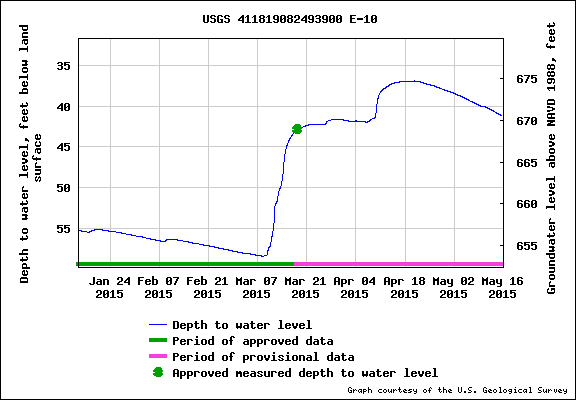 USGS 411819082493900 E-10
Depth to water level, feet below land
surface
35
40
45
50
55
675
670
665
660
655
Groundwater level above NAVD 1988, feet
Jan 24 Feb 07 Feb 21 Mar 07 Mar 21 Apr 04 Apr 18 May 02 May 16
2015 2015 2015 2015 2015 2015 2015 2015 2015
Depth to water level
Period of approved data
Period of provisional data
Approved measured depth to water level
Graph courtesy of the U.S. Geological Survey